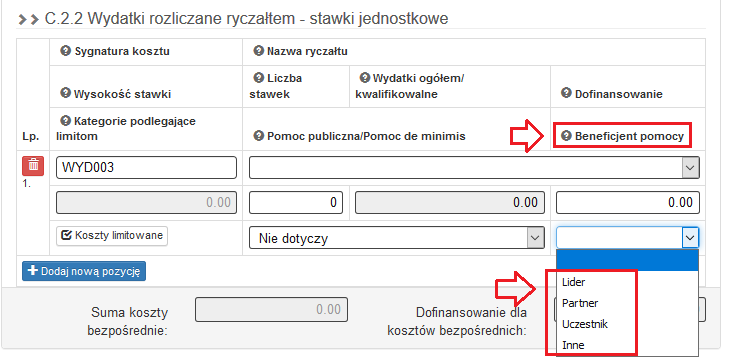 C.2.2 Wydatki rozliczane ryczałtem - stawki jednostkowe
Sygnatura kosztu
Nazwa ryczałtu
Wysokość stawki
Liczba stawek
Wydatki ogółem/ kwalifikowalne
Dofinansowanie
Lp.
Kategorie podlegające limitom
Pomoc publiczna/Pomoc de minimis
Beneficjent pomocy
1.
WYD003
0.00
0
0.00
0.00
Koszty limitowane
Nie dotyczy
Lider
Partner
Uczestnik
Inne
Dodaj nową pozycję
Suma koszty bezpośrednie:
0.00
Dofinansowanie dla kosztów bezpośrednich: